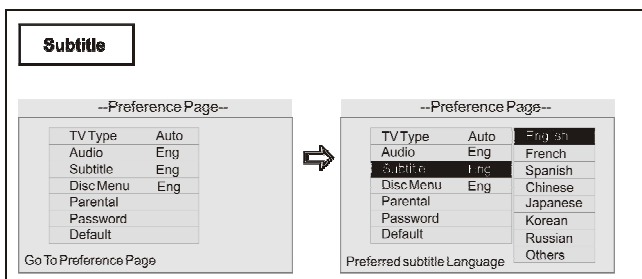 Subtitle
--Preference Page--
TV Type Auto
Audio Eng
Subtitle Eng
Disc Menu Eng
Parental
Password
Default
Go To Preference Page
--Preference Page--
TV Type Auto English
Audio Eng French
Subtitle Eng Spanish
Disc Menu Eng Chinese
Parental Japanese
Password Korean
Default Russian
Others
Preferred subtitle Language